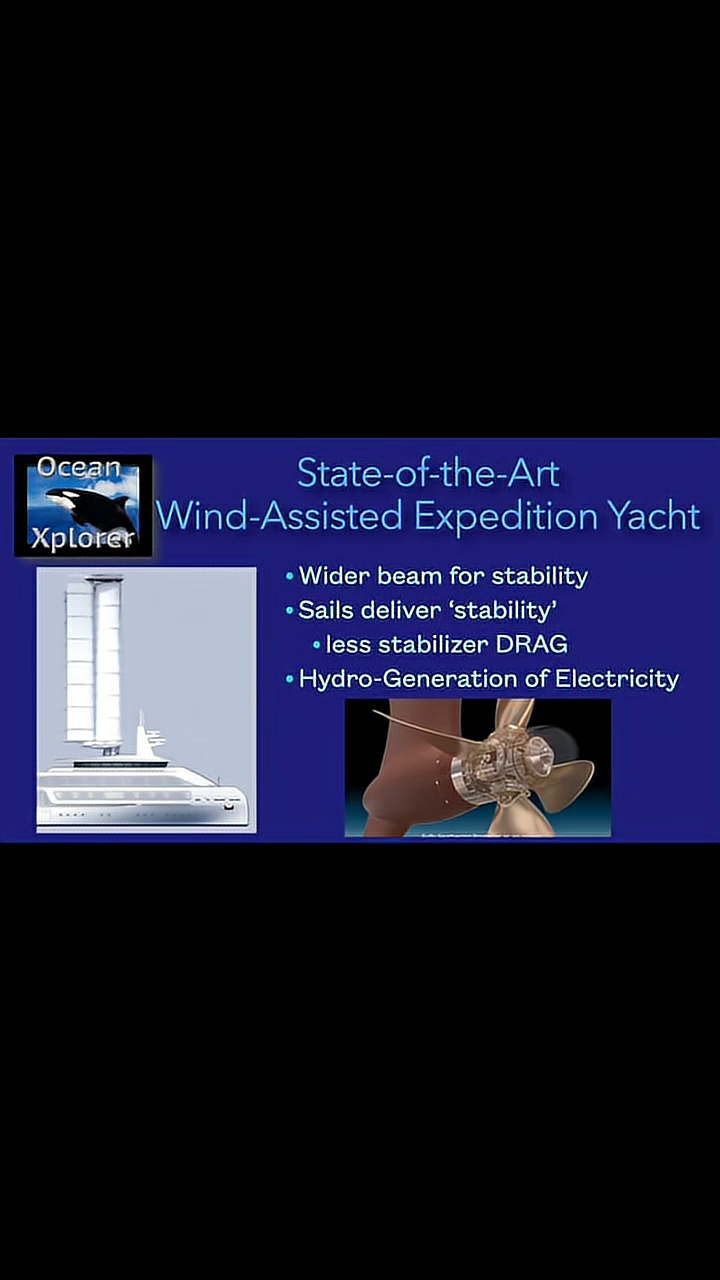 Ocean
Xplorer
State-of-the-Art
Wind-Assisted Expedition Yacht
• Wider beam for stability
• Sails deliver ‘stability’
• less stabilizer DRAG
• Hydro-Generation of Electricity